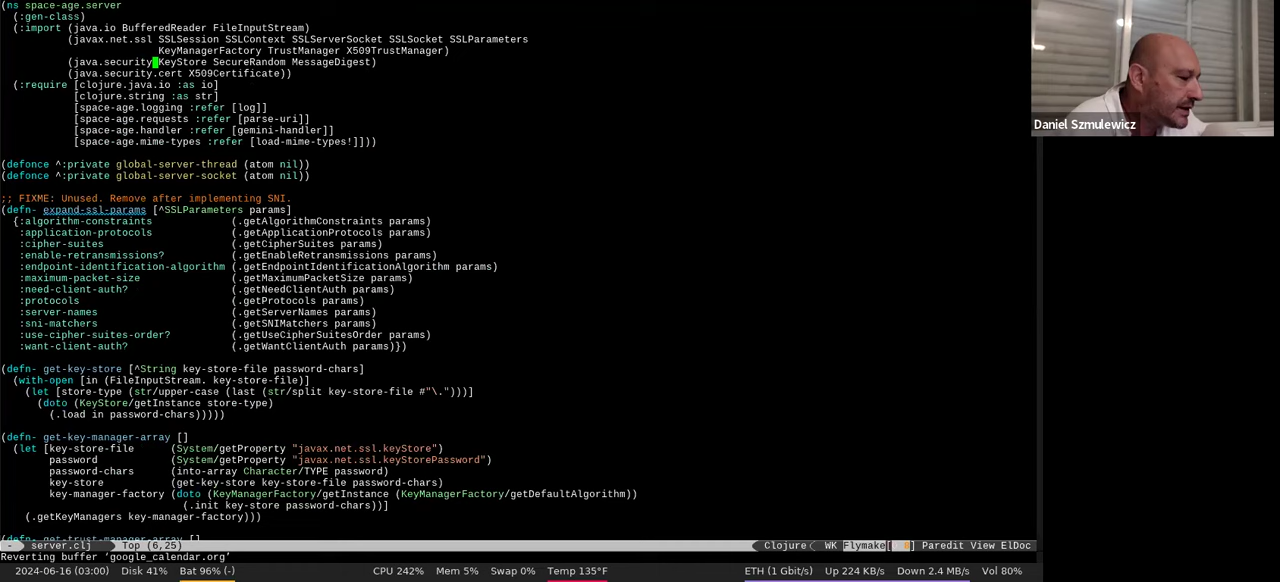 (ns space-age.server
(:gen-class)
(:import (java.io BufferedReader FileInputStream)
(javax.net.ssl SSLSession SSLContext SSLServerSocket SSLSocket SSLParameters
KeyManagerFactory TrustManager X509TrustManager)
(java.security KeyStore SecureRandom MessageDigest)
(java.security.cert X509Certificate))
(:require [clojure.java.io :as io]
[clojure.string :as str]
[space-age.logging :refer [log]]
[space-age.requests :refer [parse-uri]]
[space-age.handler :refer [gemini-handler]]
[space-age.mime-types :refer [load-mime-types!]]))
Daniel Szmulewicz
(defonce ^:private global-server-thread (atom nil))
(defonce ^:private global-server-socket (atom nil))
;; FIXME: Unused. Remove after implementing SNI.
(defn- expand-ssl-params [^SSLParameters params]
{:algorithm-constraints (.getAlgorithmConstraints params)
:application-protocols (.getApplicationProtocols params)
:cipher-suites (.getCipherSuites params)
:enable-retransmissions? (.getEnableRetransmissions params)
:endpoint-identification-algorithm (.getEndpointIdentificationAlgorithm params)
:maximum-packet-size (.getMaximumPacketSize params)
:need-client-auth? (.getNeedClientAuth params)
:protocols (.getProtocols params)
:server-names (.getServerNames params)
:sni-matchers (.getSNIMatchers params)
:use-cipher-suites-order? (.getUseCipherSuitesOrder params)
:want-client-auth? (.getWantClientAuth params)})
(defn- get-key-store [^String key-store-file password-chars]
(with-open [in (FileInputStream. key-store-file)]
(let [store-type (str/upper-case (last (str/split key-store-file #"\.")))]
(doto (KeyStore/getInstance store-type)
(.load in password-chars)))))
(defn- get-key-manager-array []
(let [key-store-file (System/getProperty "javax.net.ssl.keyStore")
password (System/getProperty "javax.net.ssl.keyStorePassword")
password-chars (into-array Character/TYPE password)
key-store (get-key-store key-store-file password-chars)
key-manager-factory (doto (KeyManagerFactory/getInstance (KeyManagerFactory/getDefaultAlgorithm))
(.init key-store password-chars))]
(.getKeyManagers key-manager-factory)))
(defn- get-trust-manager-array []
- server.clj Top (6,25) Clojure WK Flymake[ ] Paredit View ElDoc
Reverting buffer ‘google_calendar.org’
2024-06-16 (03:00) Disk 41% Bat 96% (-) CPU 242% Mem 5% Swap 0% Temp 135°F ETH (1 Gbit/s) Up 224 KB/s Down 2.4 MB/s Vol 80%